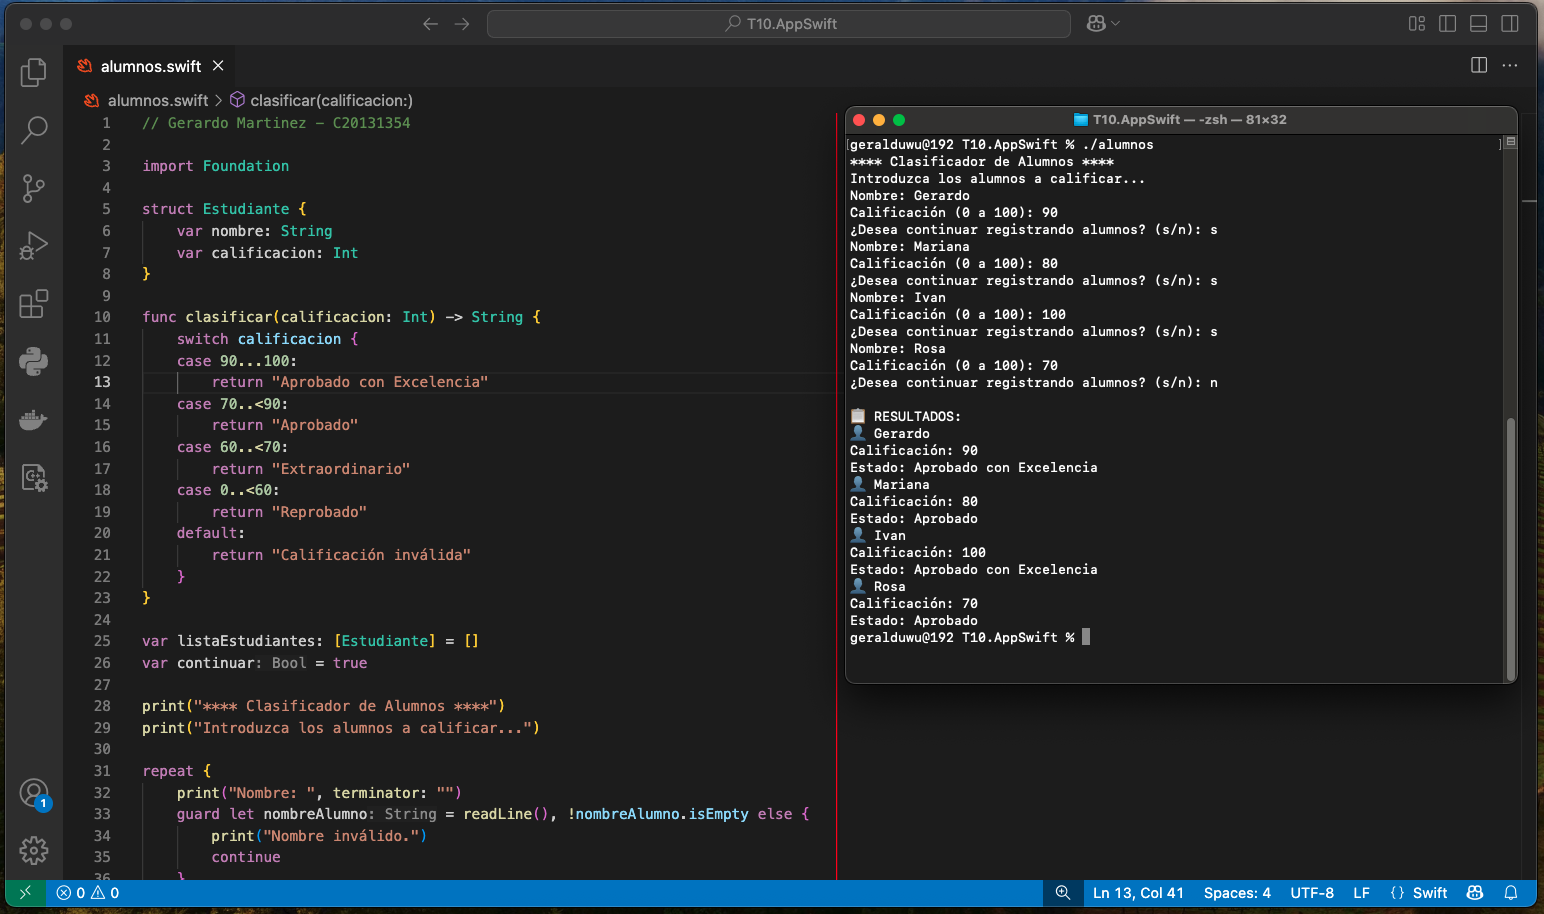 T10.AppSwift
alumnos.swift
alumnos.swift > clasificar(calificacion:)
1 // Gerardo Martinez – C20131354
2
3 import Foundation
4
5 struct Estudiante {
6 var nombre: String
7 var calificacion: Int
8 }
9
10 func clasificar(calificacion: Int) -> String {
11 switch calificacion {
12 case 90...100:
13 return "Aprobado con Excelencia"
14 case 70..<90:
15 return "Aprobado"
16 case 60..<70:
17 return "Extraordinario"
18 case 0..<60:
19 return "Reprobado"
20 default:
21 return "Calificación inválida"
22 }
23 }
24
25 var listaEstudiantes: [Estudiante] = []
26 var continuar: Bool = true
27
28 print("**** Clasificador de Alumnos ****")
29 print("Introduzca los alumnos a calificar...")
30
31 repeat {
32 print("Nombre: ", terminator: "")
33 guard let nombreAlumno: String = readLine(), !nombreAlumno.isEmpty else {
34 print("Nombre inválido.")
35 continue
36 }
T10.AppSwift — -zsh — 81×32
[geralduwu@192 T10.AppSwift % ./alumnos ]
**** Clasificador de Alumnos ****
Introduzca los alumnos a calificar...
Nombre: Gerardo
Calificación (0 a 100): 90
¿Desea continuar registrando alumnos? (s/n): s
Nombre: Mariana
Calificación (0 a 100): 80
¿Desea continuar registrando alumnos? (s/n): s
Nombre: Ivan
Calificación (0 a 100): 100
¿Desea continuar registrando alumnos? (s/n): s
Nombre: Rosa
Calificación (0 a 100): 70
¿Desea continuar registrando alumnos? (s/n): n
📋 RESULTADOS:
👤 Gerardo
Calificación: 90
Estado: Aprobado con Excelencia
👤 Mariana
Calificación: 80
Estado: Aprobado
👤 Ivan
Calificación: 100
Estado: Aprobado con Excelencia
👤 Rosa
Calificación: 70
Estado: Aprobado
geralduwu@192 T10.AppSwift %
1
0 0 Ln 13, Col 41 Spaces: 4 UTF-8 LF {} Swift